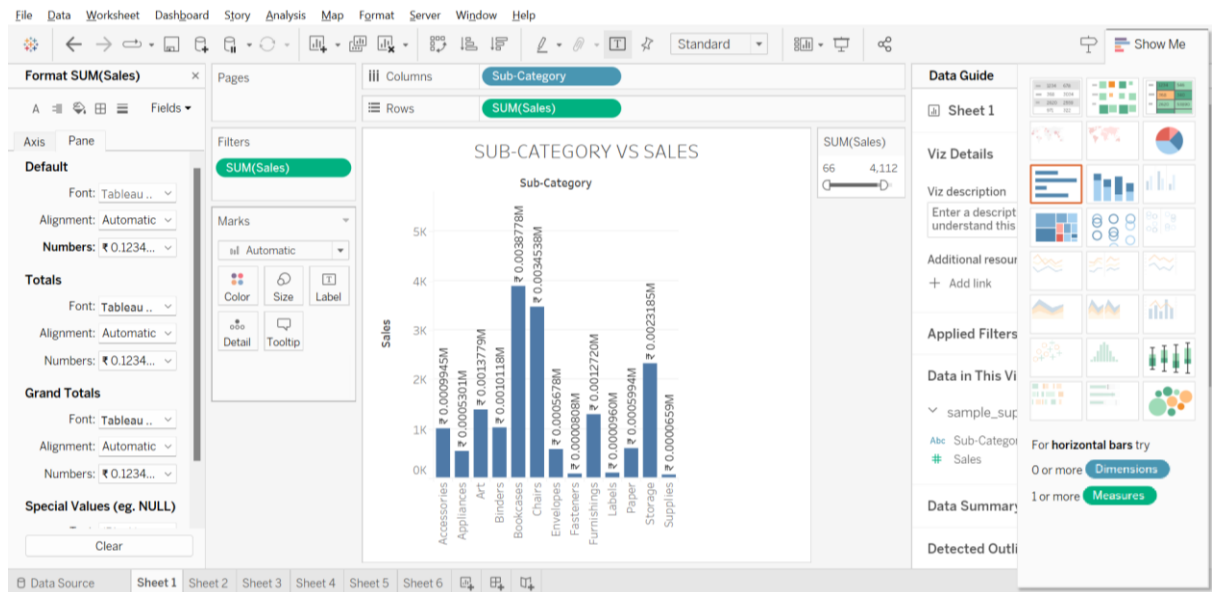 File Data Worksheet Dashboard Story Analysis Map Format Server Window Help
Standard
Show Me
Format SUM(Sales) ×
Fields
Axis Pane
Default
Font: Tableau ..
Alignment: Automatic
Numbers: ₹ 0.1234...
Totals
Font: Tableau ..
Alignment: Automatic
Numbers: ₹ 0.1234...
Grand Totals
Font: Tableau ..
Alignment: Automatic
Numbers: ₹ 0.1234...
Special Values (eg. NULL)
Clear
Pages
Filters
SUM(Sales)
Marks
Automatic
Color Size Label
Detail Tooltip
Columns Sub-Category
Rows SUM(Sales)
SUB-CATEGORY VS SALES
Sub-Category
Sales
5K
4K
3K
2K
1K
0K
₹ 0.0009945M
₹ 0.0005301M
₹ 0.0013779M
₹ 0.0010118M
₹ 0.0038778M
₹ 0.0034538M
₹ 0.0005678M
₹ 0.0000808M
₹ 0.0012720M
₹ 0.0000960M
₹ 0.0005994M
₹ 0.0023185M
₹ 0.0000659M
Accessories
Appliances
Art
Binders
Bookcases
Chairs
Envelopes
Fasteners
Furnishings
Labels
Paper
Storage
Supplies
SUM(Sales)
66 4,112
Data Guide
Sheet 1
Viz Details
Viz description
Enter a descript
understand this
Additional resour
+ Add link
Applied Filters
Data in This Vi
sample_sup
Abc Sub-Catego
# Sales
Data Summary
Detected Outli
For horizontal bars try
0 or more Dimensions
1 or more Measures
Data Source Sheet 1 Sheet 2 Sheet 3 Sheet 4 Sheet 5 Sheet 6